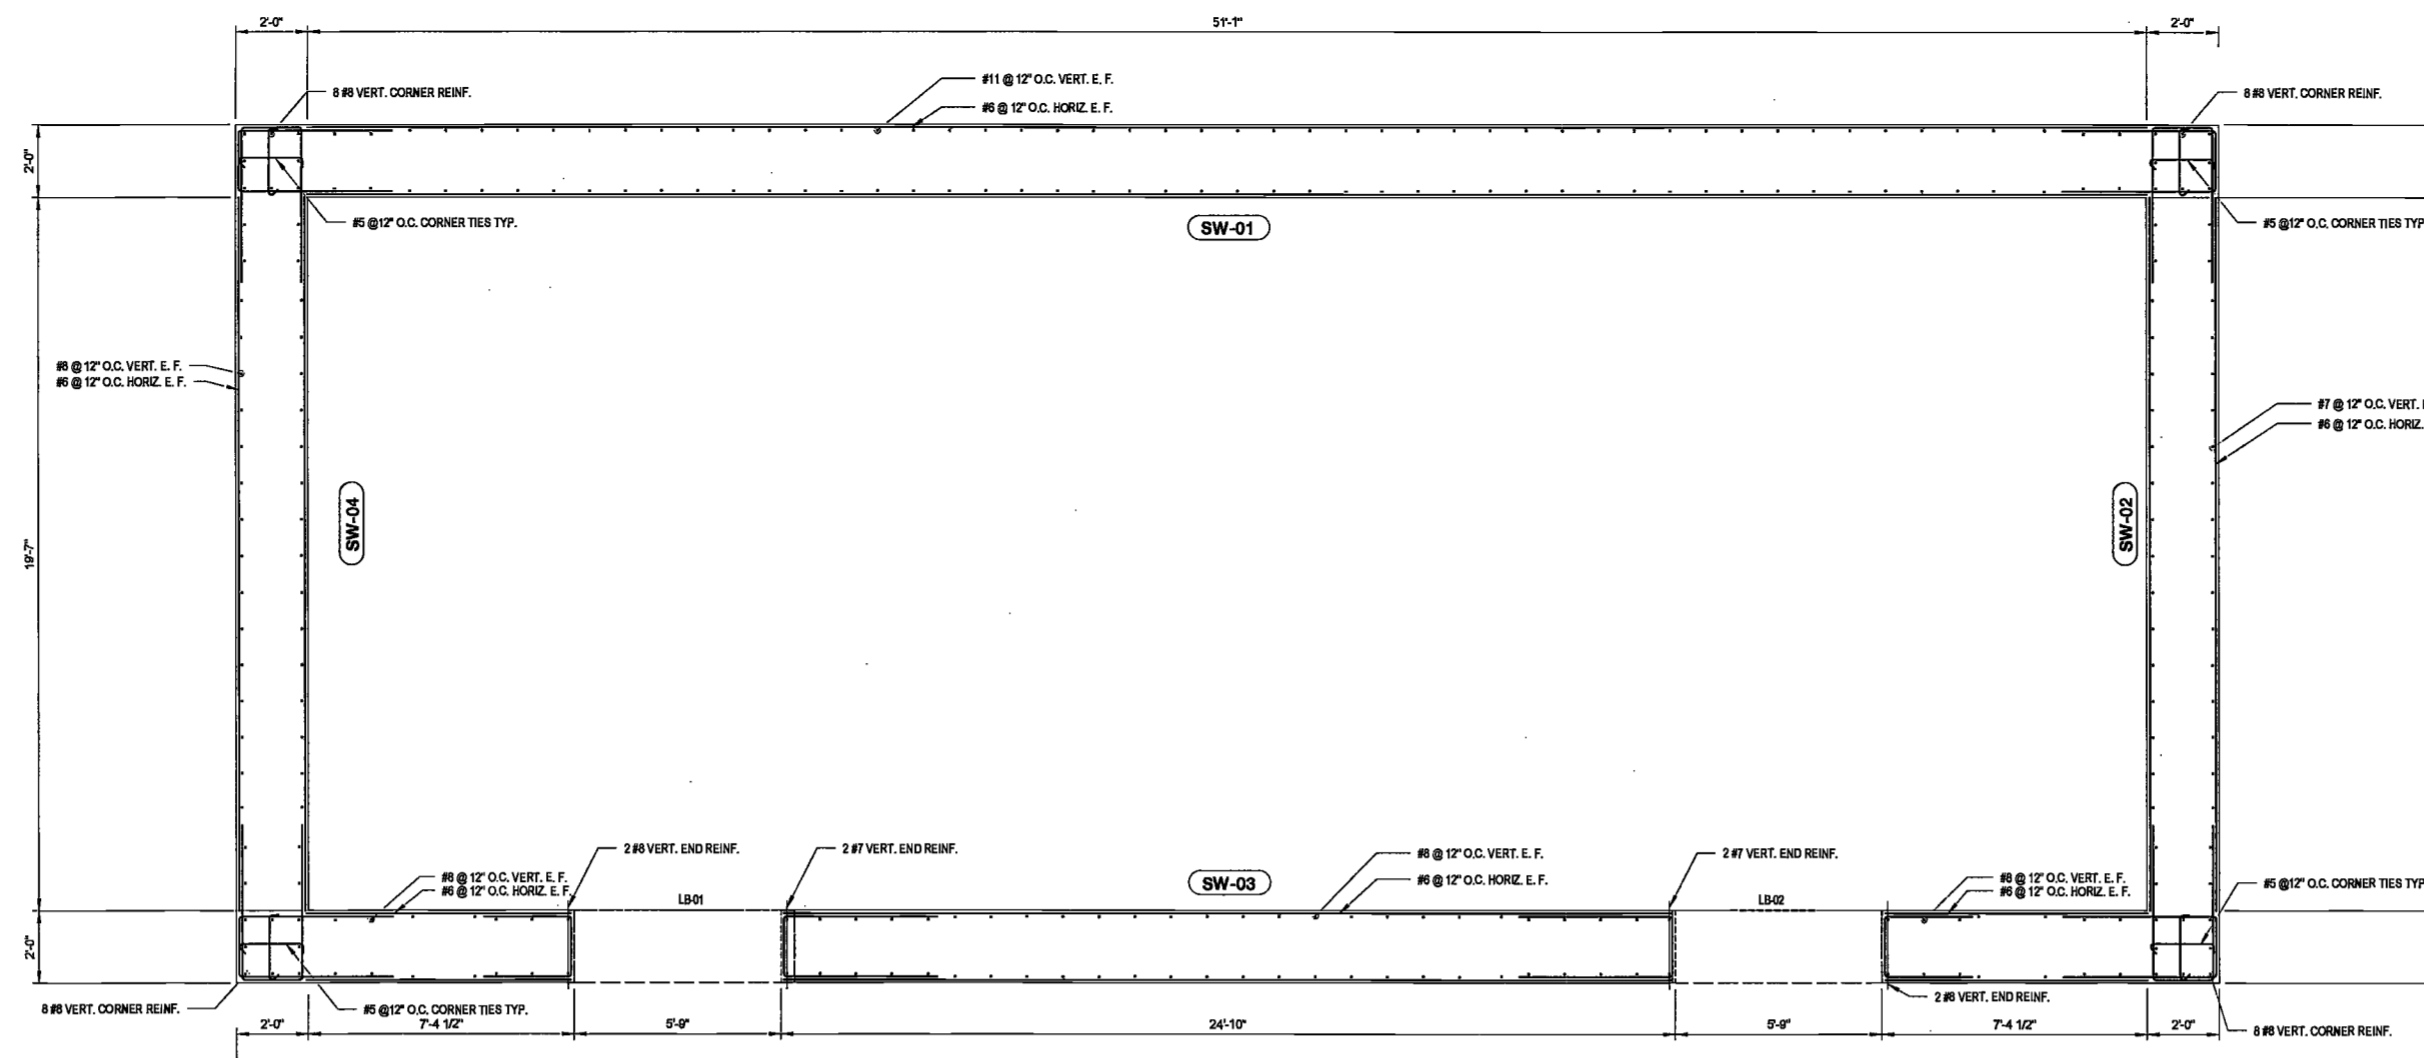 2'-0"
51'-1"
2'-0"
#11 @ 12" O.C. VERT. E. F.
#6 @ 12" O.C. HORIZ. E. F.
8 #8 VERT. CORNER REINF.
8 #8 VERT. CORNER REINF.
2'-0"
#5 @12" O.C. CORNER TIES TYP.
SW-01
#5 @12" O.C. CORNER TIES TYP
#8 @ 12" O.C. VERT. E. F.
#6 @ 12" O.C. HORIZ. E. F.
#7 @ 12" O.C. VERT.
#6 @ 12" O.C. HORIZ.
19'-7"
SW-04
SW-02
2 #8 VERT. END REINF.
2 #7 VERT. END REINF.
#8 @ 12" O.C. VERT. E. F.
#6 @ 12" O.C. HORIZ. E. F.
2 #7 VERT. END REINF.
#8 @ 12" O.C. VERT. E. F.
#6 @ 12" O.C. HORIZ. E. F.
SW-03
#8 @ 12" O.C. VERT. E. F.
#6 @ 12" O.C. HORIZ. E. F.
#5 @12" O.C. CORNER TIES TYP
LB-01
LB-02
2'-0"
8 #8 VERT. CORNER REINF.
#5 @12" O.C. CORNER TIES TYP.
2 #8 VERT. END REINF.
2'-0"
7'-4 1/2"
5'-9"
24'-10"
5'-9"
7'-4 1/2"
2'-0"
8 #8 VERT. CORNER REINF.